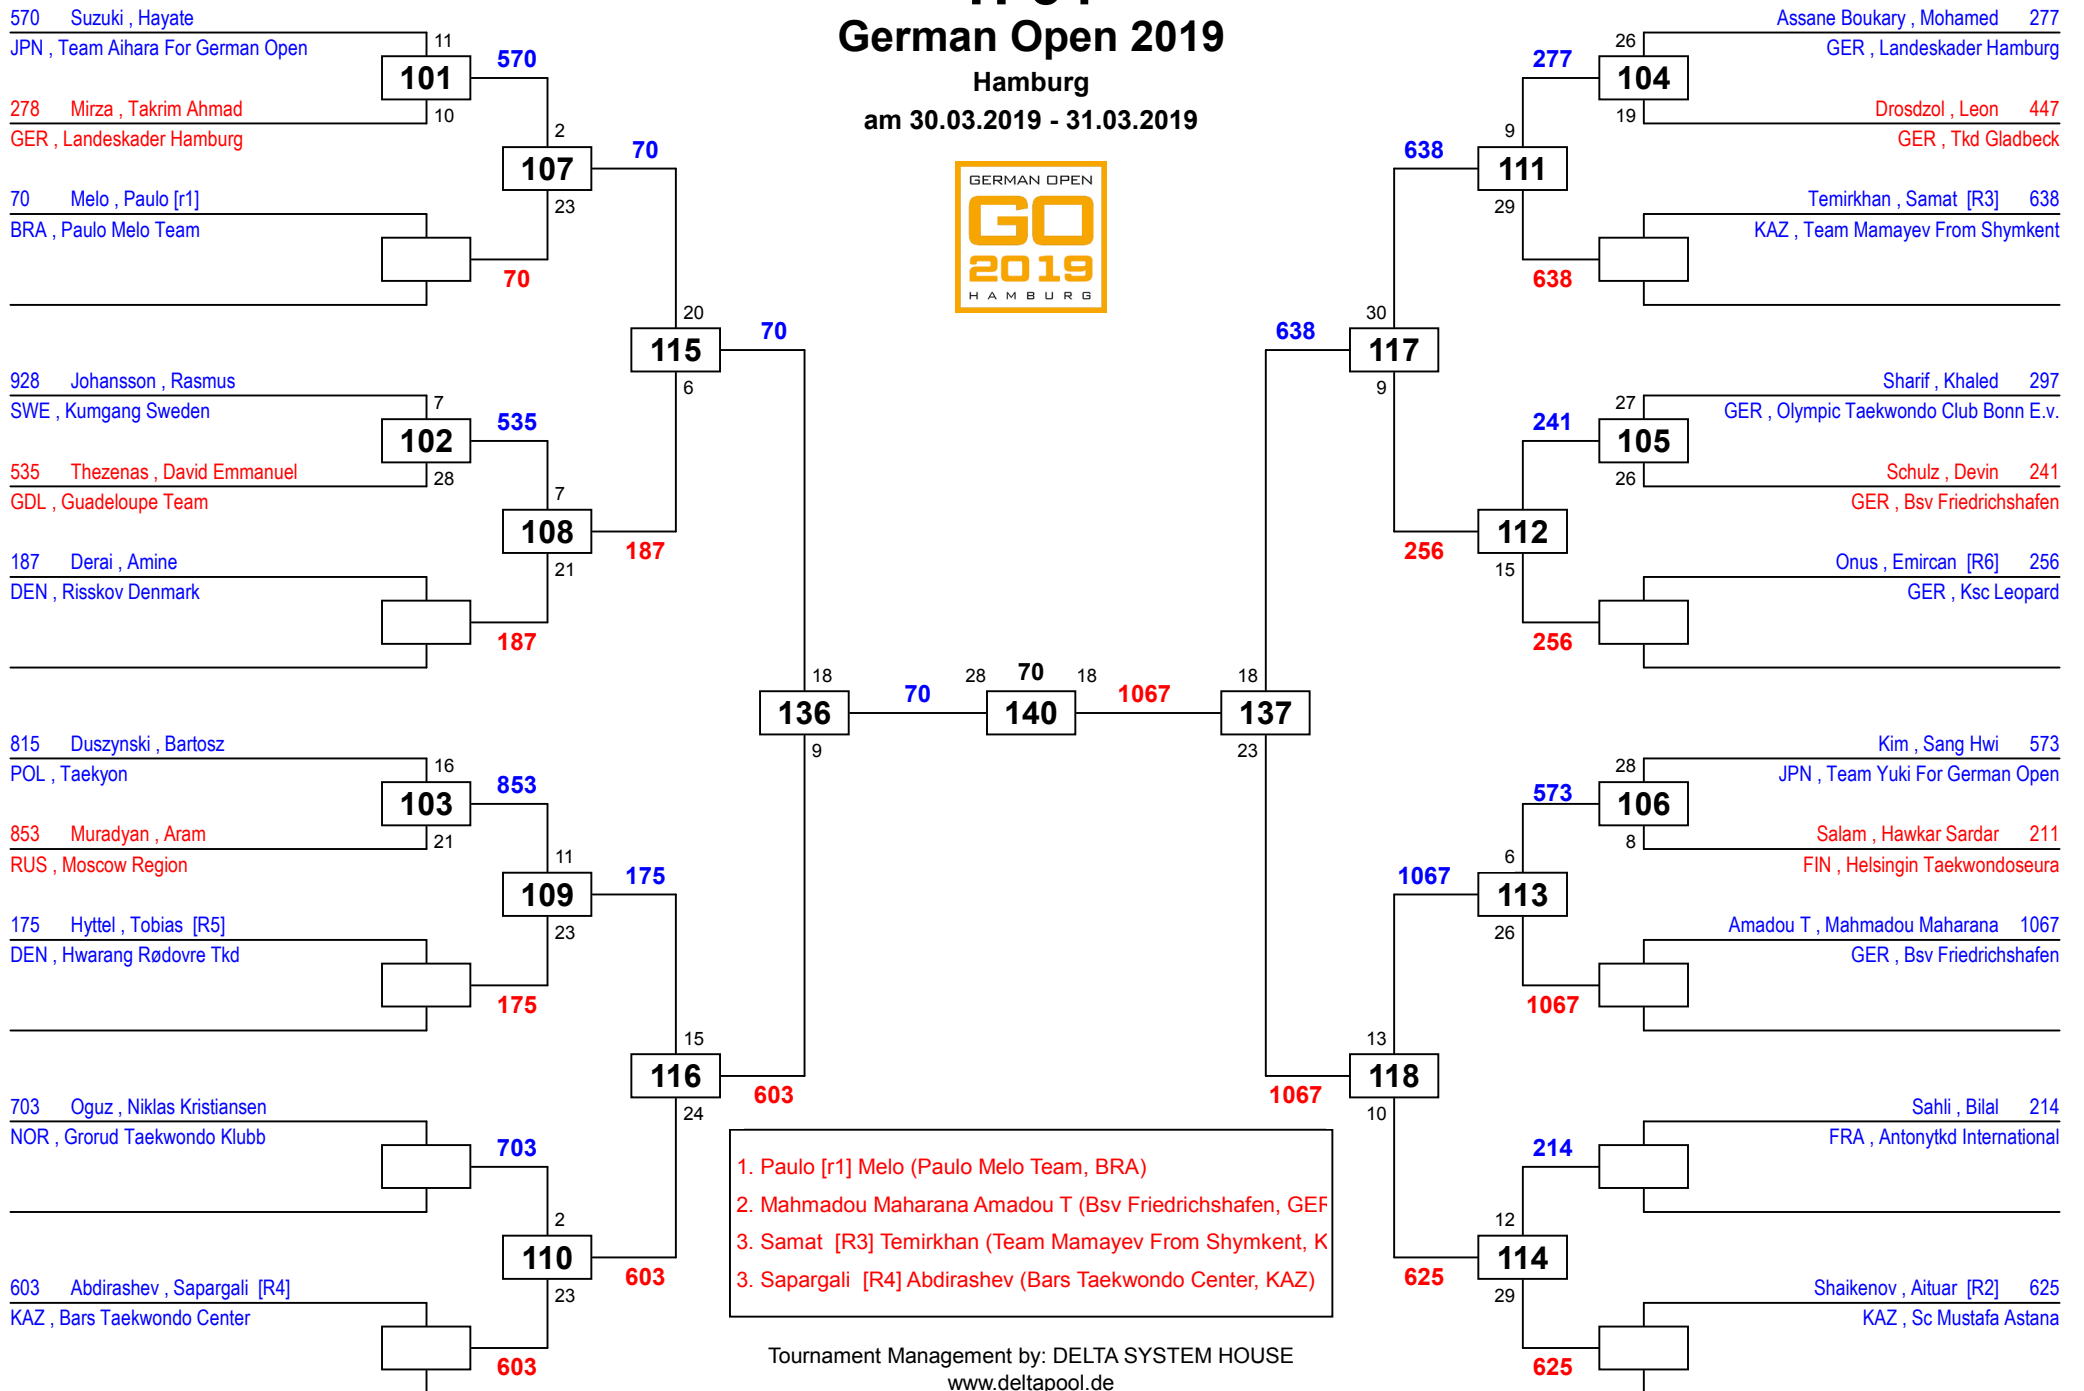 German Open 2019
Hamburg
am 30.03.2019 - 31.03.2019
GERMAN OPEN
GO
2019
HAMBURG
570 Suzuki , Hayate
JPN , Team Aihara For German Open
11
101
570
278 Mirza , Takrim Ahmad
10
GER , Landeskader Hamburg
2
107
70
23
70 Melo , Paulo [r1]
BRA , Paulo Melo Team
70
20
115
70
6
928 Johansson , Rasmus
SWE , Kumgang Sweden
7
102
535
535 Thezenas , David Emmanuel
28
GDL , Guadeloupe Team
7
108
187
21
187 Derai , Amine
DEN , Risskov Denmark
187
18
136
70
9
815 Duszynski , Bartosz
POL , Taekyon
16
103
853
853 Muradyan , Aram
21
RUS , Moscow Region
11
109
175
23
175 Hyttel , Tobias [R5]
DEN , Hwarang Rødovre Tkd
175
15
116
603
24
703 Oguz , Niklas Kristiansen
NOR , Grorud Taekwondo Klubb
703
2
110
603
23
603 Abdirashev , Sapargali [R4]
KAZ , Bars Taekwondo Center
603
28 70 18
140
1067
Assane Boukary , Mohamed 277
GER , Landeskader Hamburg
26
104
277
Drosdzol , Leon 447
19
GER , Tkd Gladbeck
9
111
638
29
Temirkhan , Samat [R3] 638
KAZ , Team Mamayev From Shymkent
638
30
117
638
9
Sharif , Khaled 297
GER , Olympic Taekwondo Club Bonn E.v.
27
105
241
Schulz , Devin 241
26
GER , Bsv Friedrichshafen
112
256
15
Onus , Emircan [R6] 256
GER , Ksc Leopard
256
18
137
23
Kim , Sang Hwi 573
JPN , Team Yuki For German Open
28
106
573
Salam , Hawkar Sardar 211
8
FIN , Helsingin Taekwondoseura
6
113
1067
26
Amadou T , Mahmadou Maharana 1067
GER , Bsv Friedrichshafen
1067
13
118
1067
10
Sahli , Bilal 214
FRA , Antonytkd International
214
12
114
625
29
Shaikenov , Aituar [R2] 625
KAZ , Sc Mustafa Astana
625
1. Paulo [r1] Melo (Paulo Melo Team, BRA)
2. Mahmadou Maharana Amadou T (Bsv Friedrichshafen, GER
3. Samat [R3] Temirkhan (Team Mamayev From Shymkent, K
3. Sapargali [R4] Abdirashev (Bars Taekwondo Center, KAZ)
Tournament Management by: DELTA SYSTEM HOUSE
www.deltapool.de